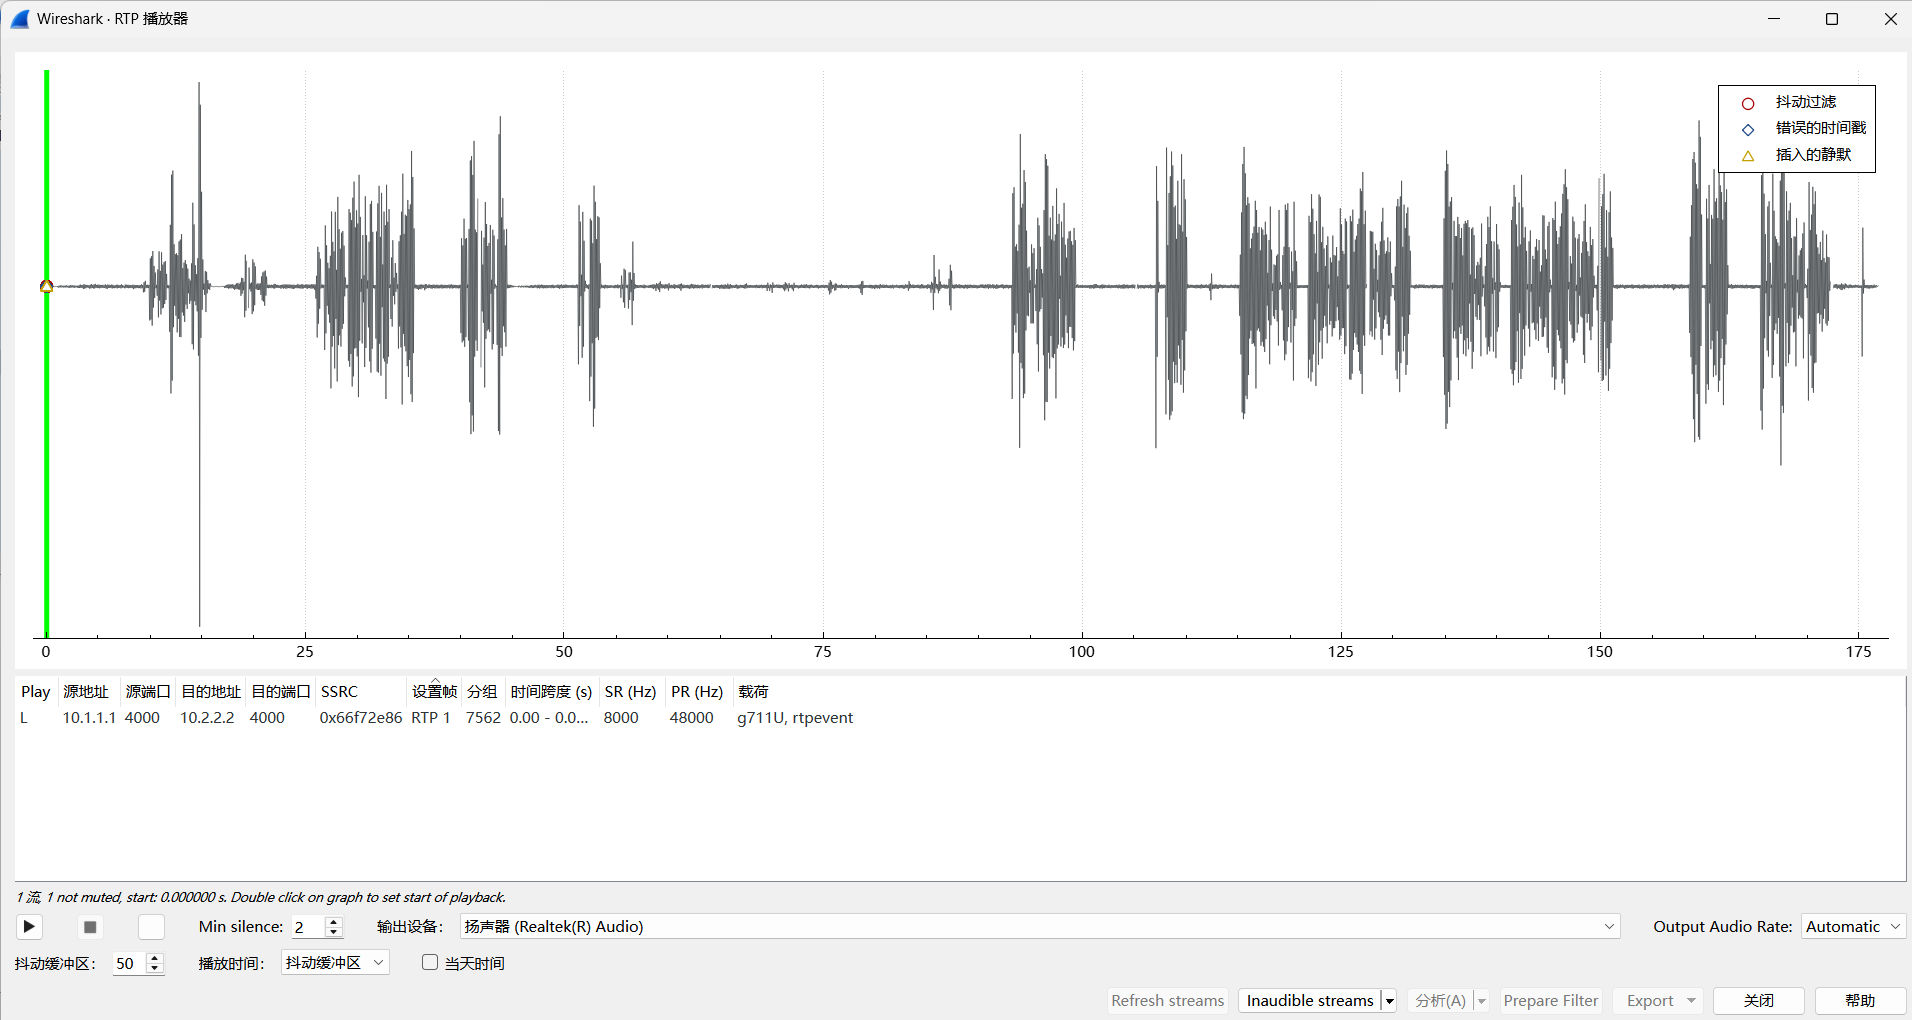 Wireshark · RTP 播放器
抖动过滤
错误的时间戳
插入的静默
0 25 50 75 100 125 150 175
Play 源地址 源端口 目的地址 目的端口 SSRC 设置帧 分组 时间跨度 (s) SR (Hz) PR (Hz) 载荷
L 10.1.1.1 4000 10.2.2.2 4000 0x66f72e86 RTP 1 7562 0.00 - 0.0... 8000 48000 g711U, rtpevent
1 流, 1 not muted, start: 0.000000 s. Double click on graph to set start of playback.
Min silence: 2 输出设备: 扬声器 (Realtek(R) Audio) Output Audio Rate: Automatic
抖动缓冲区: 50 播放时间: 抖动缓冲区 当天时间
Refresh streams Inaudible streams 分析(A) Prepare Filter Export 关闭 帮助